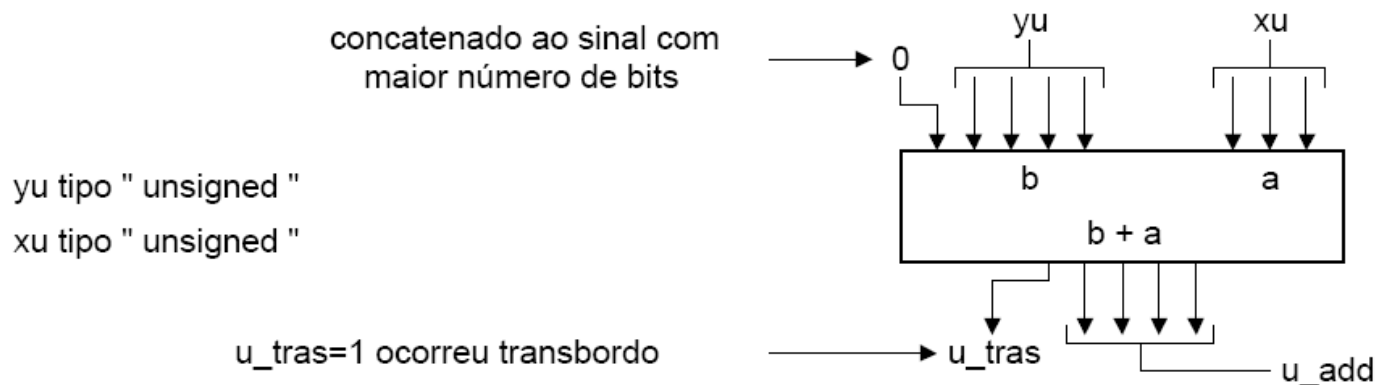 concatenado ao sinal com
maior número de bits
0
yu
xu
yu tipo " unsigned "
xu tipo " unsigned "
b
a
b + a
u_tras=1 ocorreu transbordo
u_tras
u_add